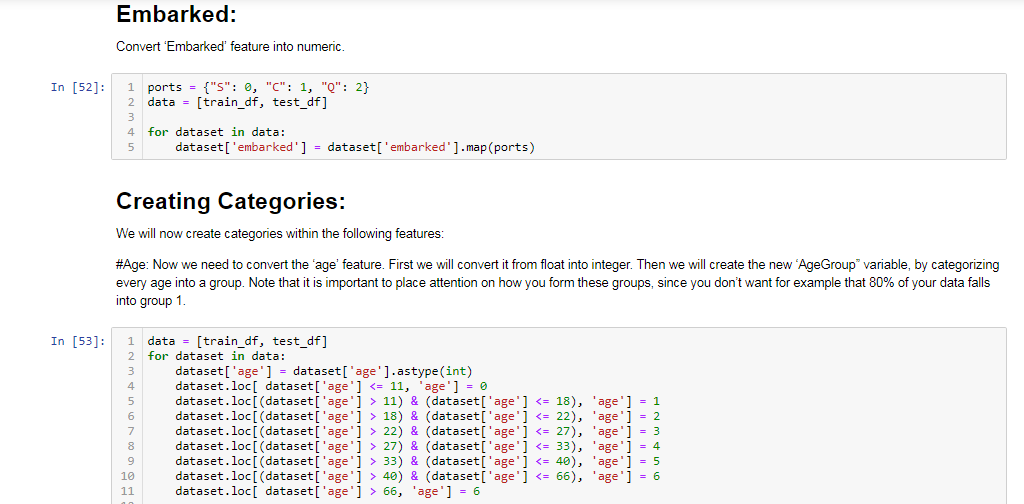 Embarked:
Convert ‘Embarked’ feature into numeric.
In [52]:
1 ports = {"S": 0, "C": 1, "Q": 2}
2 data = [train_df, test_df]
3
4 for dataset in data:
5     dataset['embarked'] = dataset['embarked'].map(ports)
Creating Categories:
We will now create categories within the following features:
#Age: Now we need to convert the ‘age’ feature. First we will convert it from float into integer. Then we will create the new ‘AgeGroup” variable, by categorizing
every age into a group. Note that it is important to place attention on how you form these groups, since you don’t want for example that 80% of your data falls
into group 1.
In [53]:
1 data = [train_df, test_df]
2 for dataset in data:
3     dataset['age'] = dataset['age'].astype(int)
4     dataset.loc[ dataset['age'] <= 11, 'age'] = 0
5     dataset.loc[(dataset['age'] > 11) & (dataset['age'] <= 18), 'age'] = 1
6     dataset.loc[(dataset['age'] > 18) & (dataset['age'] <= 22), 'age'] = 2
7     dataset.loc[(dataset['age'] > 22) & (dataset['age'] <= 27), 'age'] = 3
8     dataset.loc[(dataset['age'] > 27) & (dataset['age'] <= 33), 'age'] = 4
9     dataset.loc[(dataset['age'] > 33) & (dataset['age'] <= 40), 'age'] = 5
10     dataset.loc[(dataset['age'] > 40) & (dataset['age'] <= 66), 'age'] = 6
11     dataset.loc[ dataset['age'] > 66, 'age'] = 6